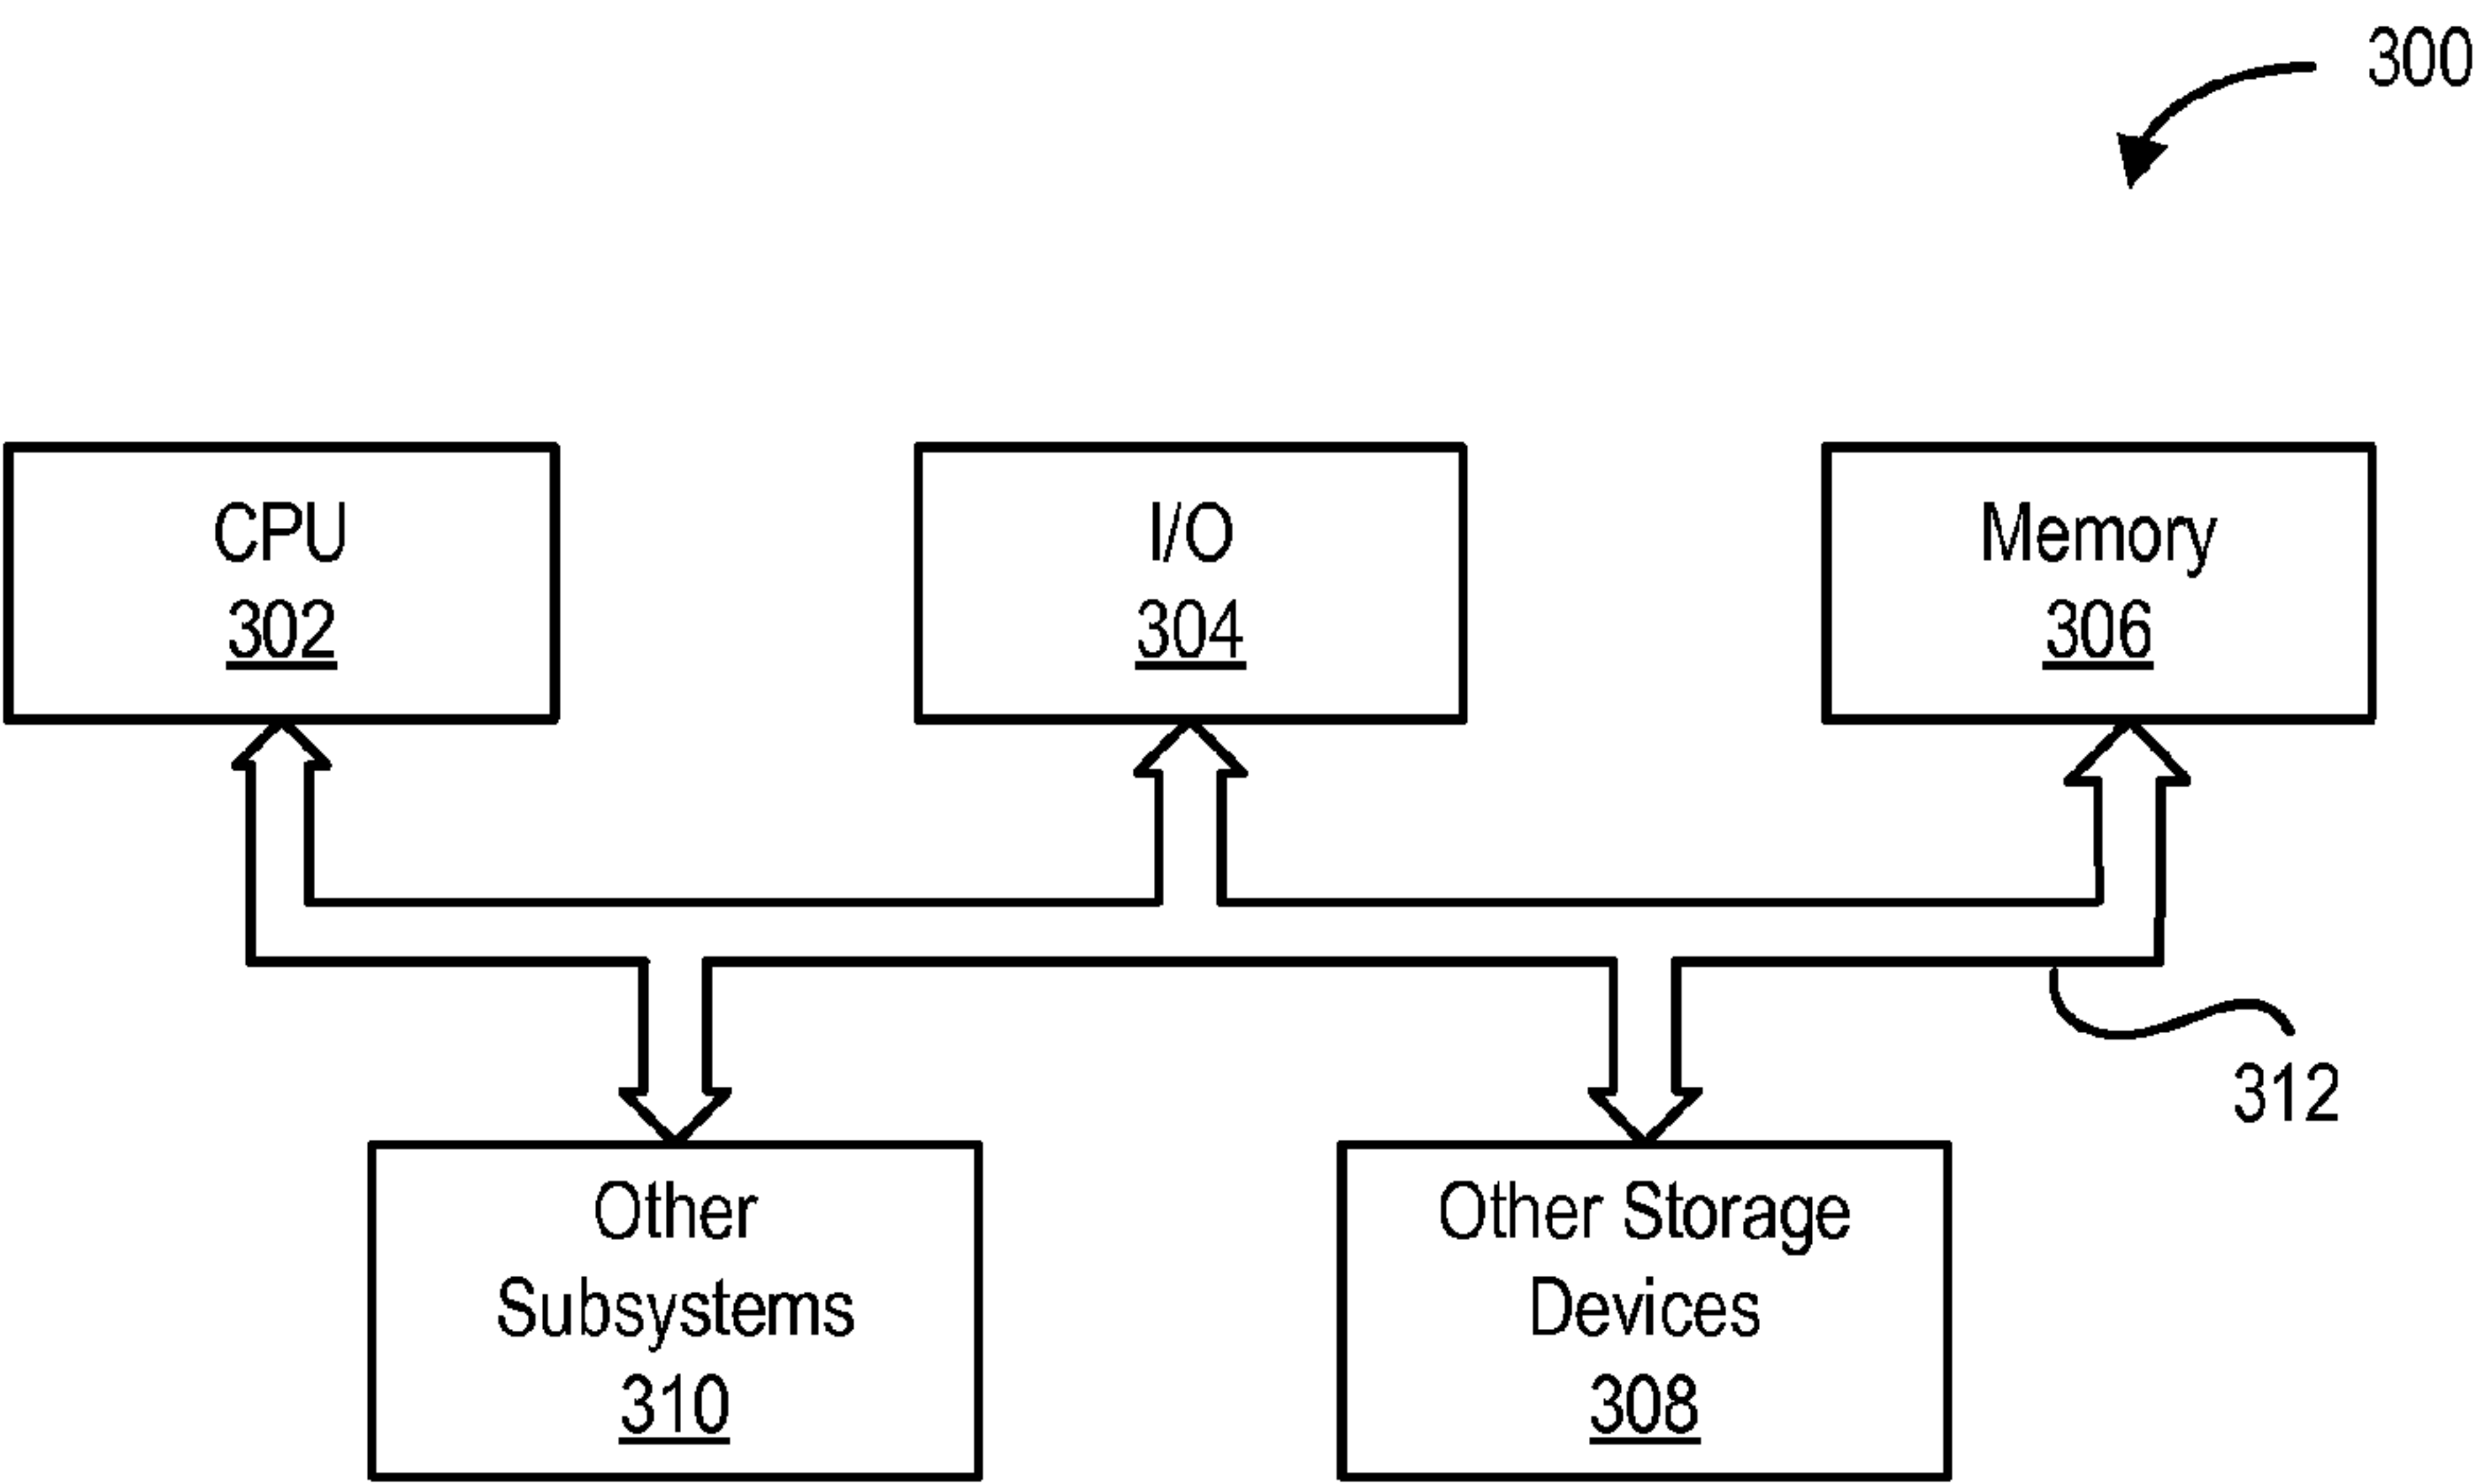 300
CPU
302
I/O
304
Memory
306
312
Other
Subsystems
310
Other Storage
Devices
308